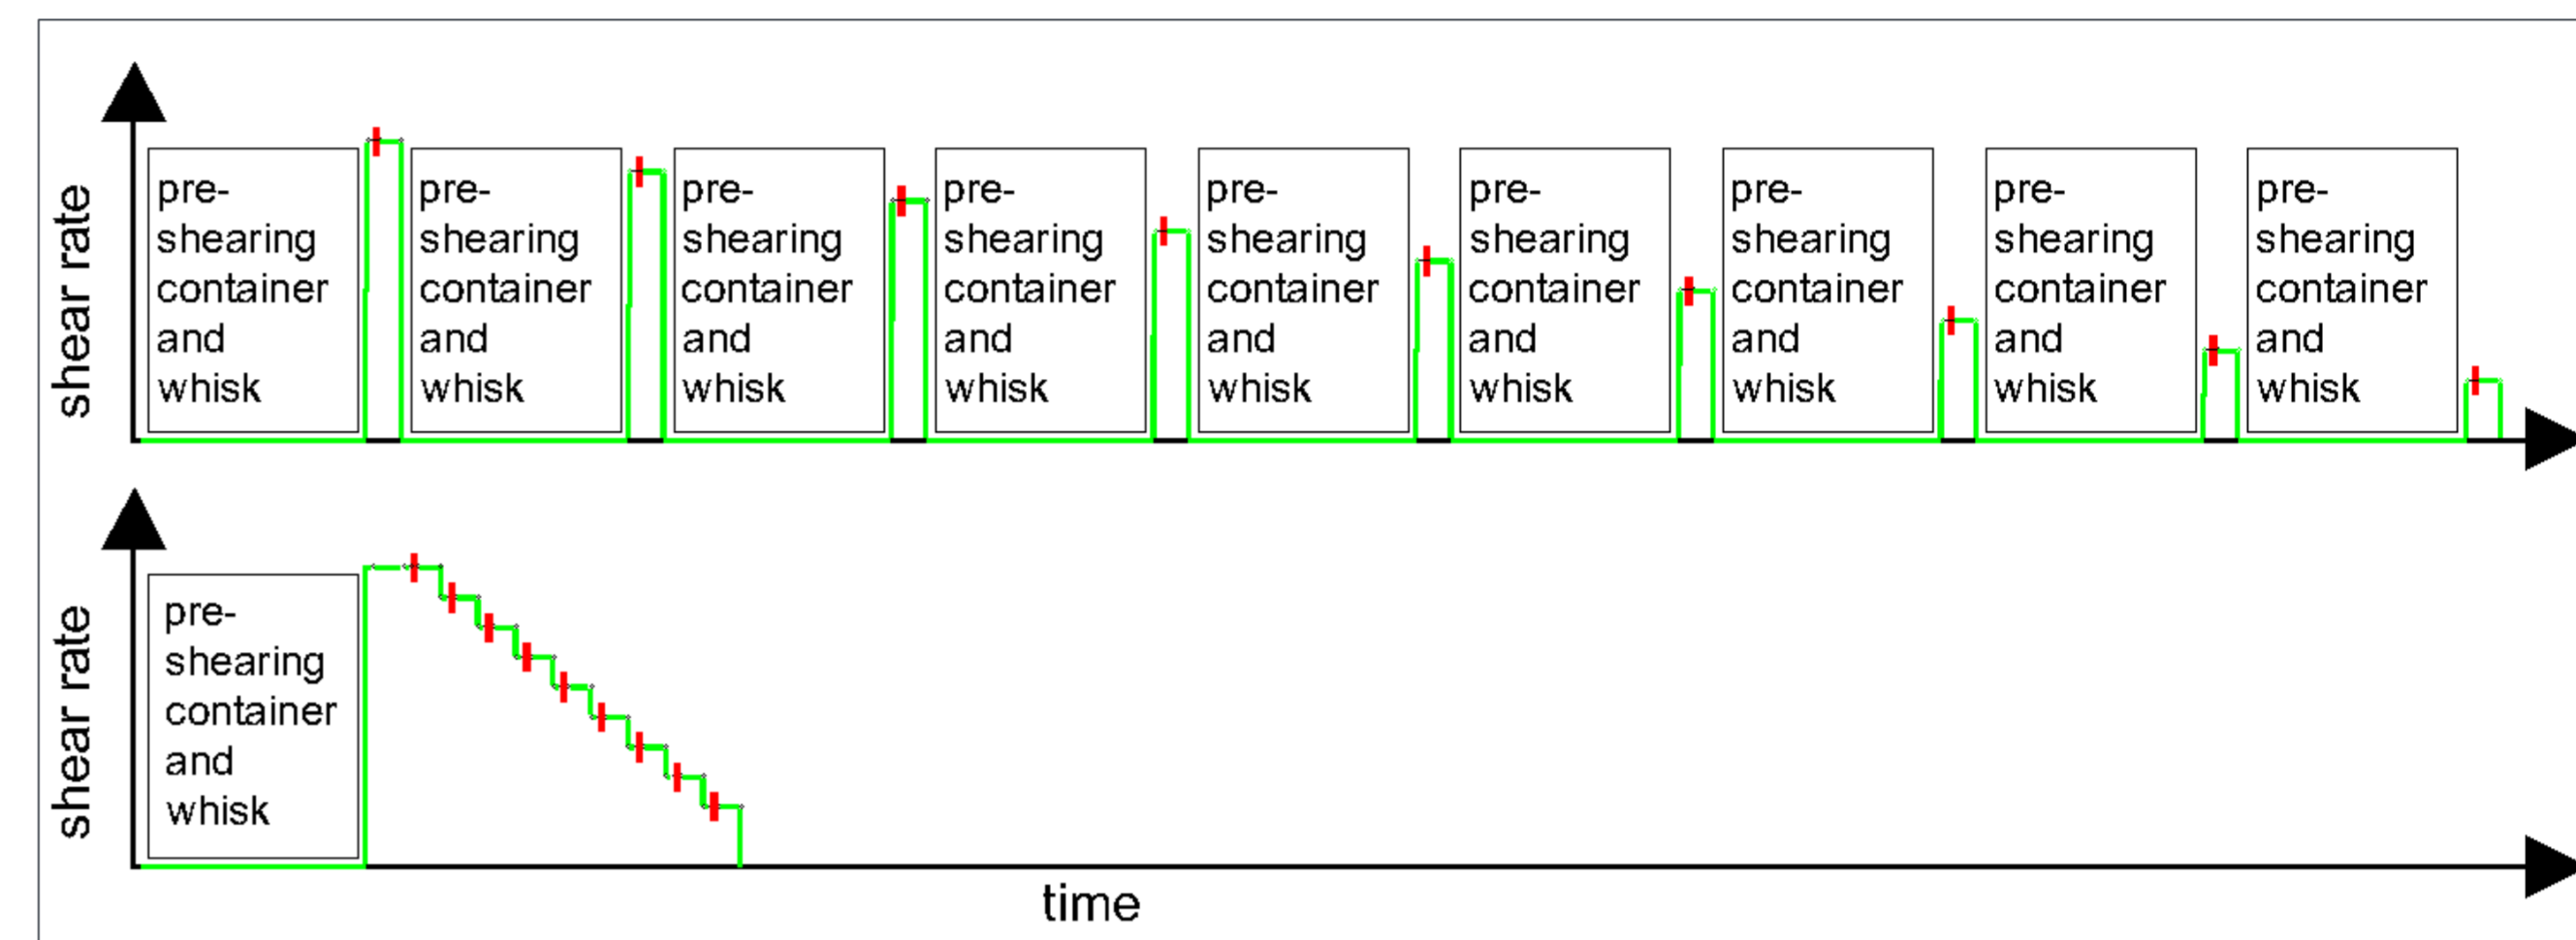 shear rate
pre-
shearing
container
and
whisk
pre-
shearing
container
and
whisk
pre-
shearing
container
and
whisk
pre-
shearing
container
and
whisk
pre-
shearing
container
and
whisk
pre-
shearing
container
and
whisk
pre-
shearing
container
and
whisk
pre-
shearing
container
and
whisk
pre-
shearing
container
and
whisk
shear rate
pre-
shearing
container
and
whisk
time